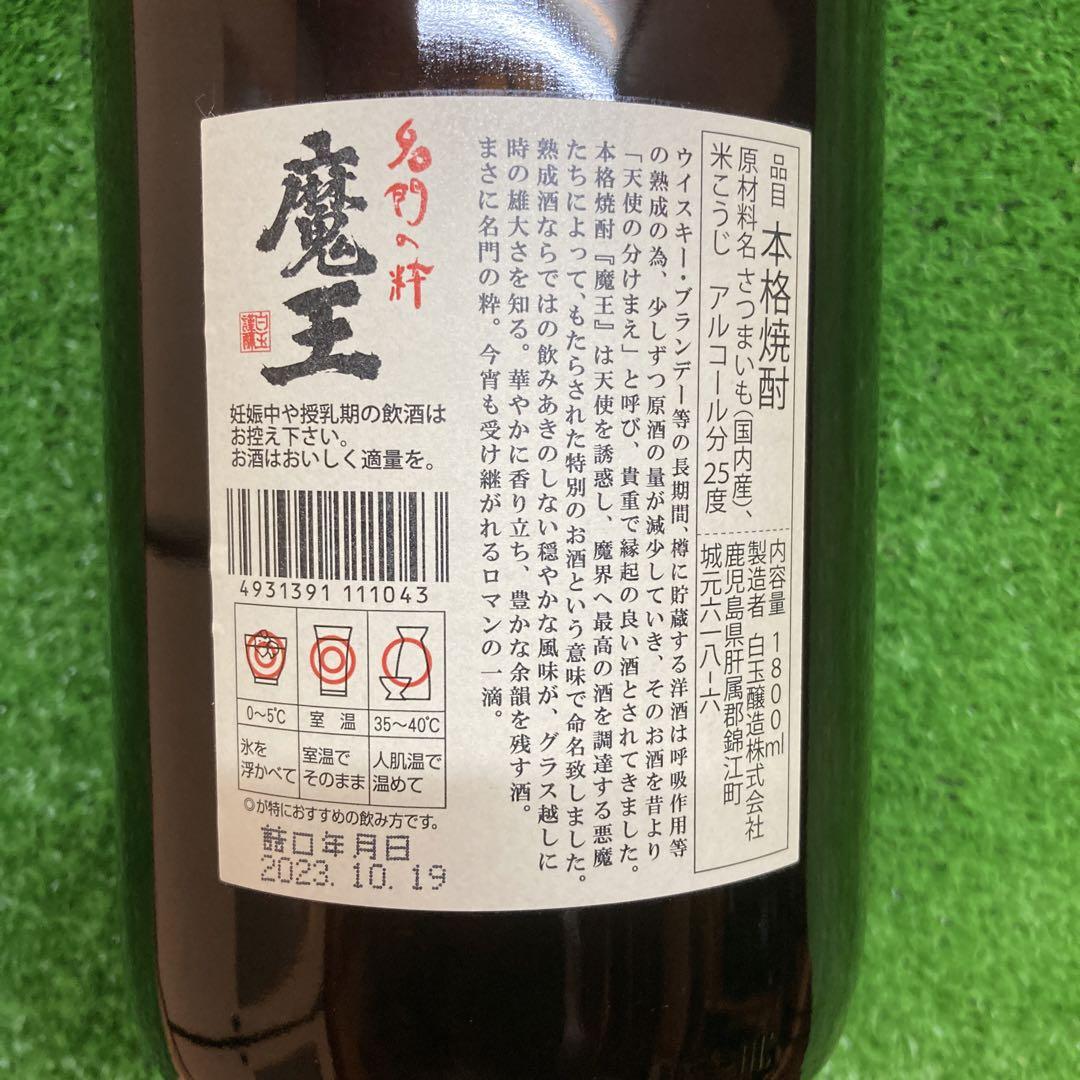 品目 本格焼酎
原材料名 さつまいも(国内産)、
米こうじ アルコール分 25度
内容量 1800ml
製造者 白玉醸造株式会社
鹿児島県肝属郡錦江町
城元六一八-六
ウイスキー・ブランデー等の長期間、樽に貯蔵する洋酒は呼吸作用等
の熟成の為、少しずつ原酒の量が減少していき、そのお酒を昔より
「天使の分けまえ」と呼び、貴重で縁起の良い酒とされてきました。
本格焼酎『魔王』は天使を誘惑し、魔界へ最高の酒を調達する悪魔
たちによって、もたらされた特別のお酒という意味で命名致しました。
熟成酒ならではの飲みあきのしない穏やかな風味が、グラス越しに
時の雄大さを知る。華やかに香り立ち、豊かな余韻を残す酒。
まさに名門の粋。今宵も受け継がれるロマンの一滴。
名門の粋
魔王
白玉
謹醸
妊娠中や授乳期の飲酒は
お控え下さい。
お酒はおいしく適量を。
4931391 111043
0〜5℃ 室温 35〜40℃
氷を
浮かべて
室温で
そのまま
人肌温で
温めて
◎が特におすすめの飲み方です。
詰口年月日
2023.10.19